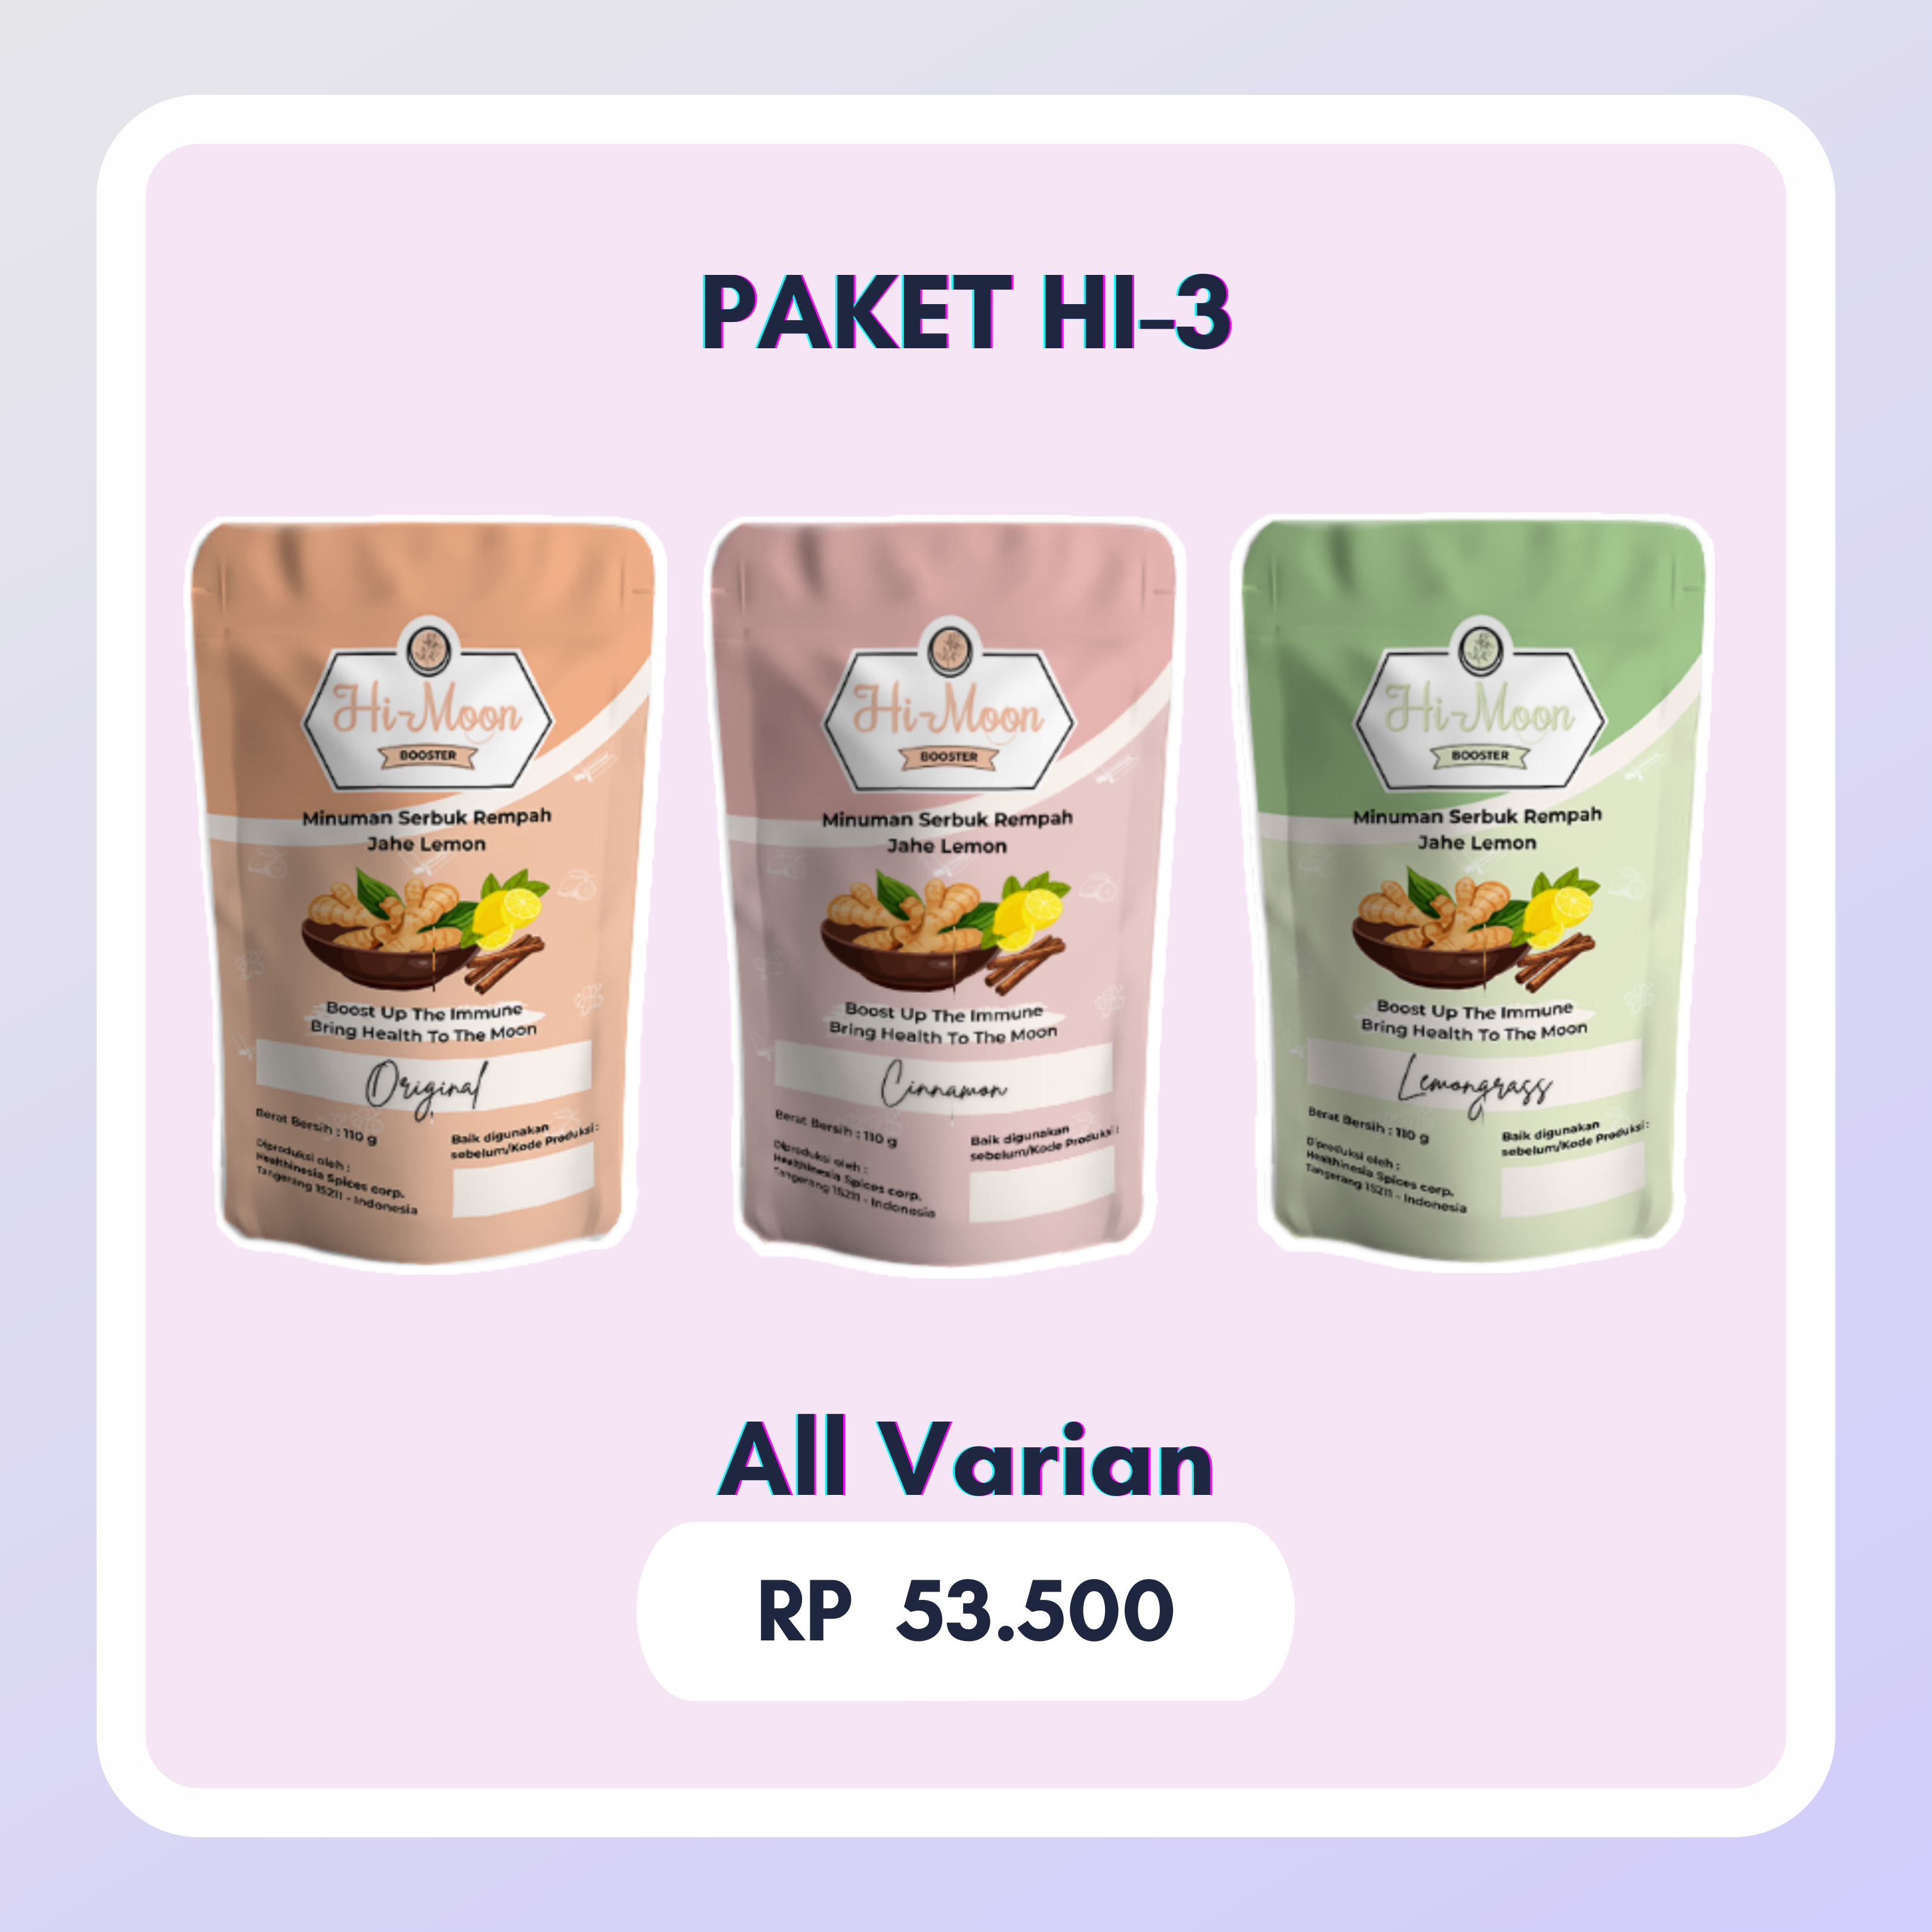 PAKET HI-3
Hi-Moon
BOOSTER
Minuman Serbuk Rempah
Jahe Lemon
Boost Up The Immune
Bring Health To The Moon
Original
Berat Bersih : 110 g
Diproduksi oleh :
Healthinesia Spices corp.
Tangerang 15211 - Indonesia
Baik digunakan
sebelum/Kode Produksi :
Hi-Moon
BOOSTER
Minuman Serbuk Rempah
Jahe Lemon
Boost Up The Immune
Bring Health To The Moon
Cinnamon
Berat Bersih : 110 g
Diproduksi oleh :
Healthinesia Spices corp.
Tangerang 15211 - Indonesia
Baik digunakan
sebelum/Kode Produksi :
Hi-Moon
BOOSTER
Minuman Serbuk Rempah
Jahe Lemon
Boost Up The Immune
Bring Health To The Moon
Lemongrass
Berat Bersih : 110 g
Diproduksi oleh :
Healthinesia Spices corp.
Tangerang 15211 - Indonesia
Baik digunakan
sebelum/Kode Produksi :
All Varian
RP 53.500